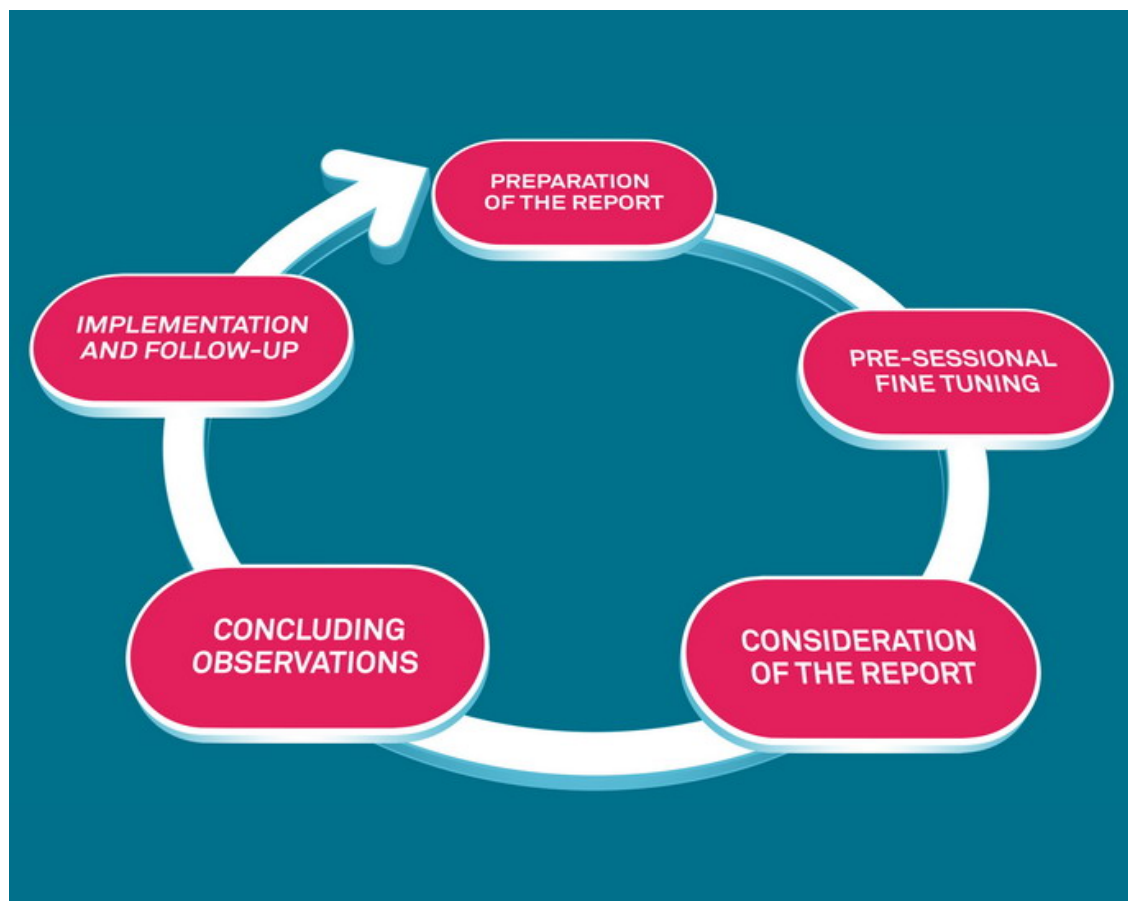 PREPARATION
OF THE REPORT
PRE-SESSIONAL
FINE TUNING
CONSIDERATION
OF THE REPORT
CONCLUDING
OBSERVATIONS
IMPLEMENTATION
AND FOLLOW-UP